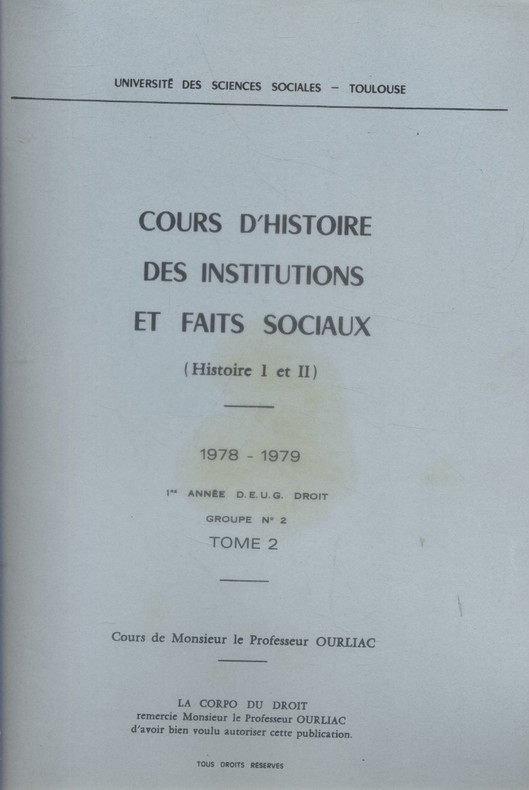 UNIVERSITÉ DES SCIENCES SOCIALES – TOULOUSE
COURS D'HISTOIRE
DES INSTITUTIONS
ET FAITS SOCIAUX
(Histoire I et II)
1978 - 1979
1re ANNÉE D.E.U.G. DROIT
GROUPE N° 2
TOME 2
Cours de Monsieur le Professeur OURLIAC
LA CORPO DU DROIT
remercie Monsieur le Professeur OURLIAC
d'avoir bien voulu autoriser cette publication.
TOUS DROITS RÉSERVÉS